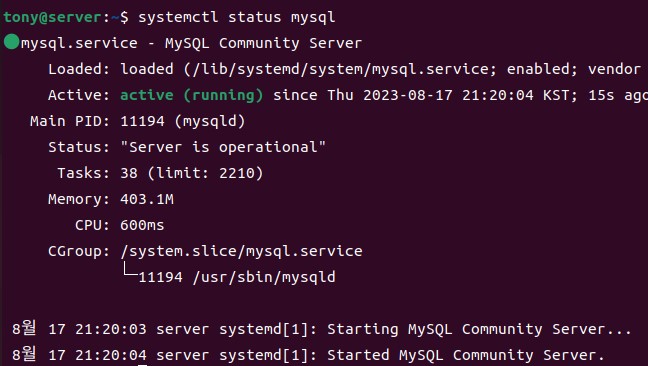 tony@server:~$ systemctl status mysql
●mysql.service - MySQL Community Server
Loaded: loaded (/lib/systemd/system/mysql.service; enabled; vendor
Active: active (running) since Thu 2023-08-17 21:20:04 KST; 15s ago
Main PID: 11194 (mysqld)
Status: "Server is operational"
Tasks: 38 (limit: 2210)
Memory: 403.1M
CPU: 600ms
CGroup: /system.slice/mysql.service
└─11194 /usr/sbin/mysqld
8월 17 21:20:03 server systemd[1]: Starting MySQL Community Server...
8월 17 21:20:04 server systemd[1]: Started MySQL Community Server.